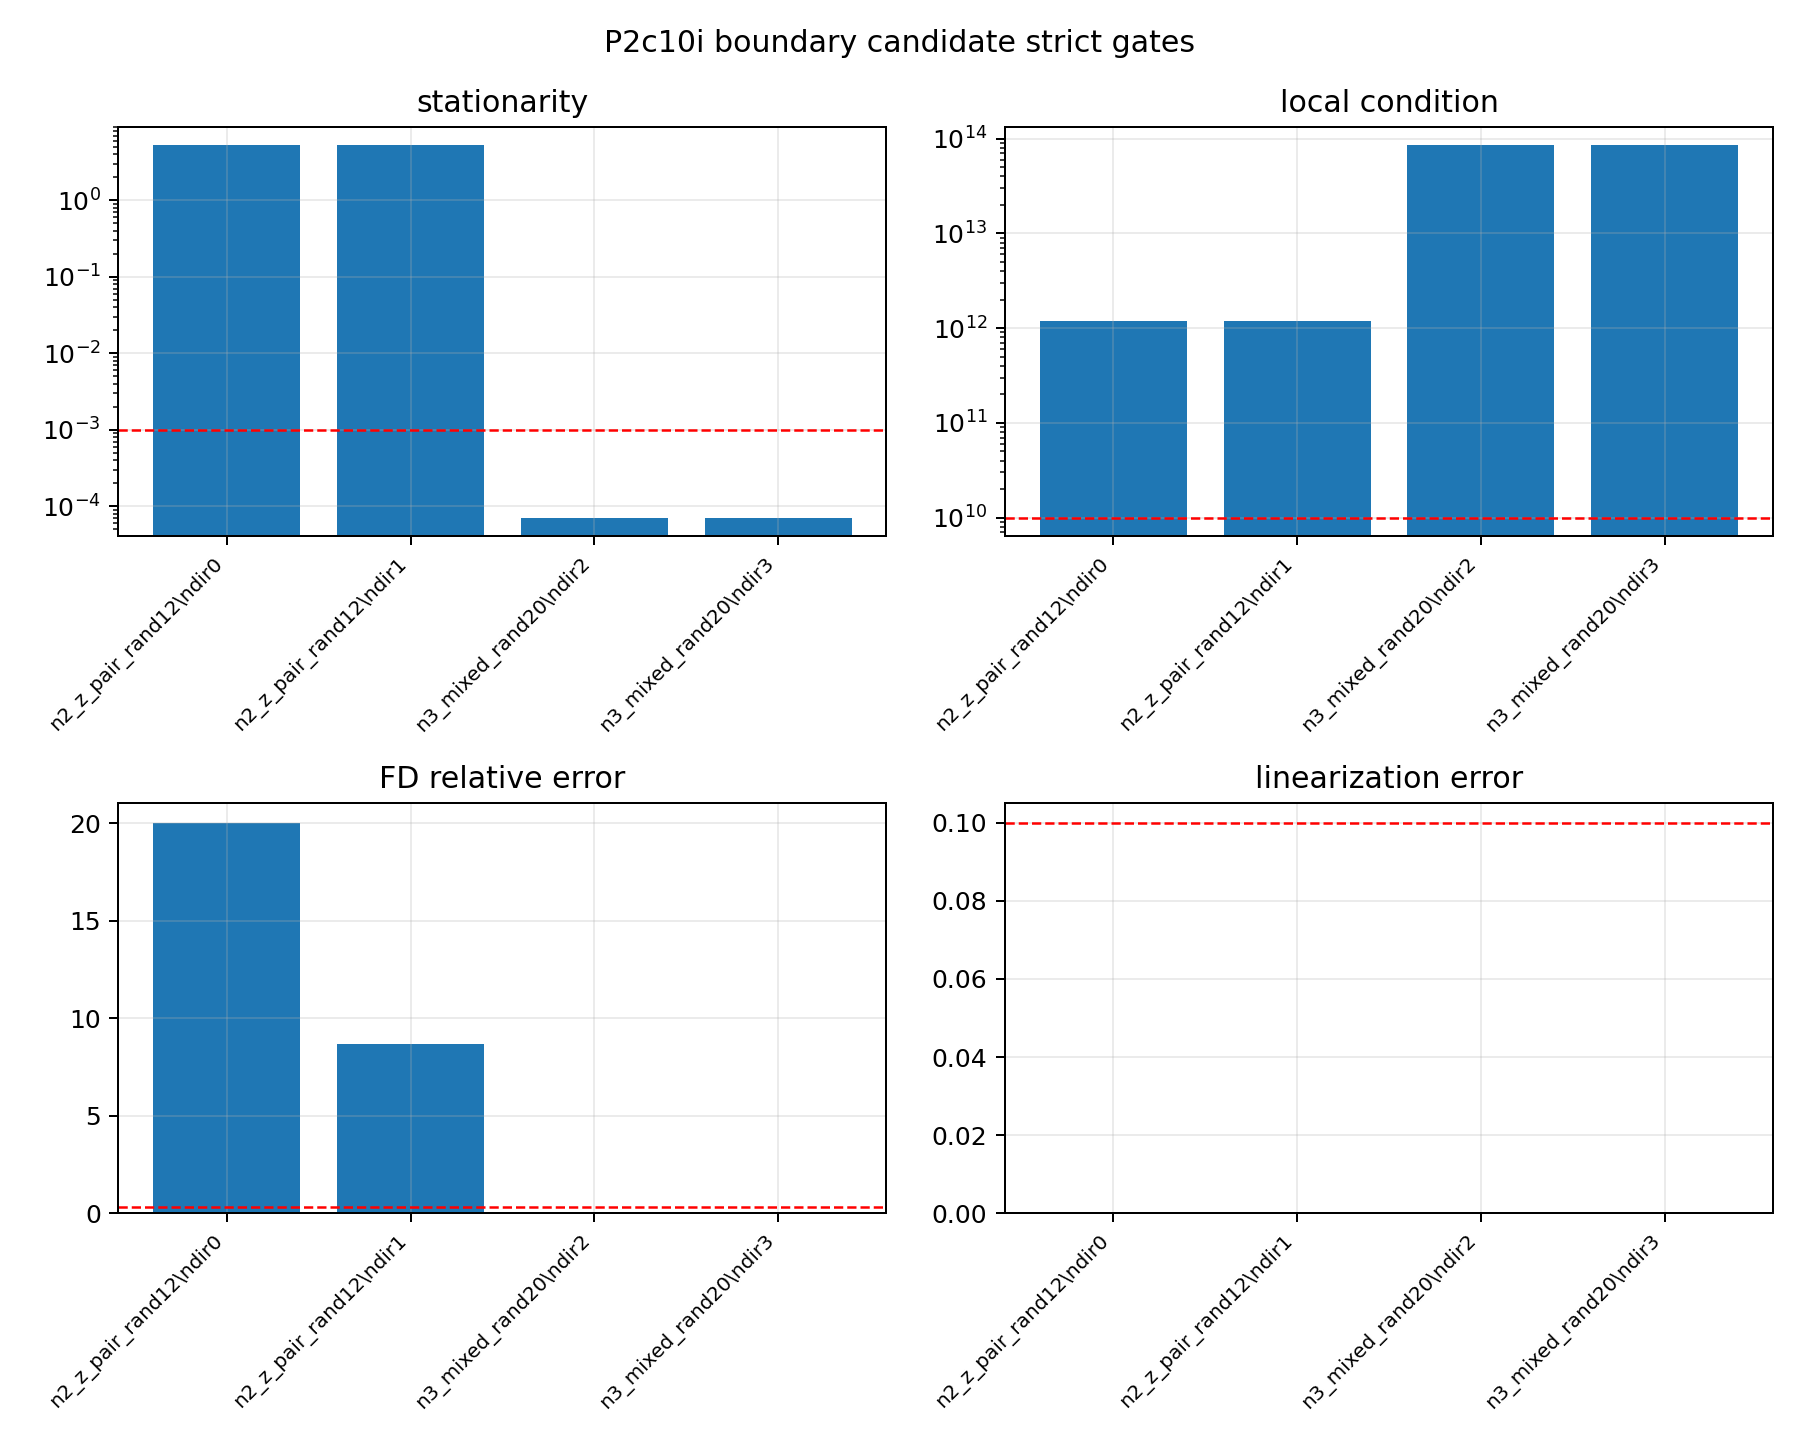 P2c10i boundary candidate strict gates
stationarity
10^0
10^-1
10^-2
10^-3
10^-4
n2_z_pair_rand12\ndir0
n2_z_pair_rand12\ndir1
n3_mixed_rand20\ndir2
n3_mixed_rand20\ndir3
local condition
10^14
10^13
10^12
10^11
10^10
n2_z_pair_rand12\ndir0
n2_z_pair_rand12\ndir1
n3_mixed_rand20\ndir2
n3_mixed_rand20\ndir3
FD relative error
20
15
10
5
0
n2_z_pair_rand12\ndir0
n2_z_pair_rand12\ndir1
n3_mixed_rand20\ndir2
n3_mixed_rand20\ndir3
linearization error
0.10
0.08
0.06
0.04
0.02
0.00
n2_z_pair_rand12\ndir0
n2_z_pair_rand12\ndir1
n3_mixed_rand20\ndir2
n3_mixed_rand20\ndir3